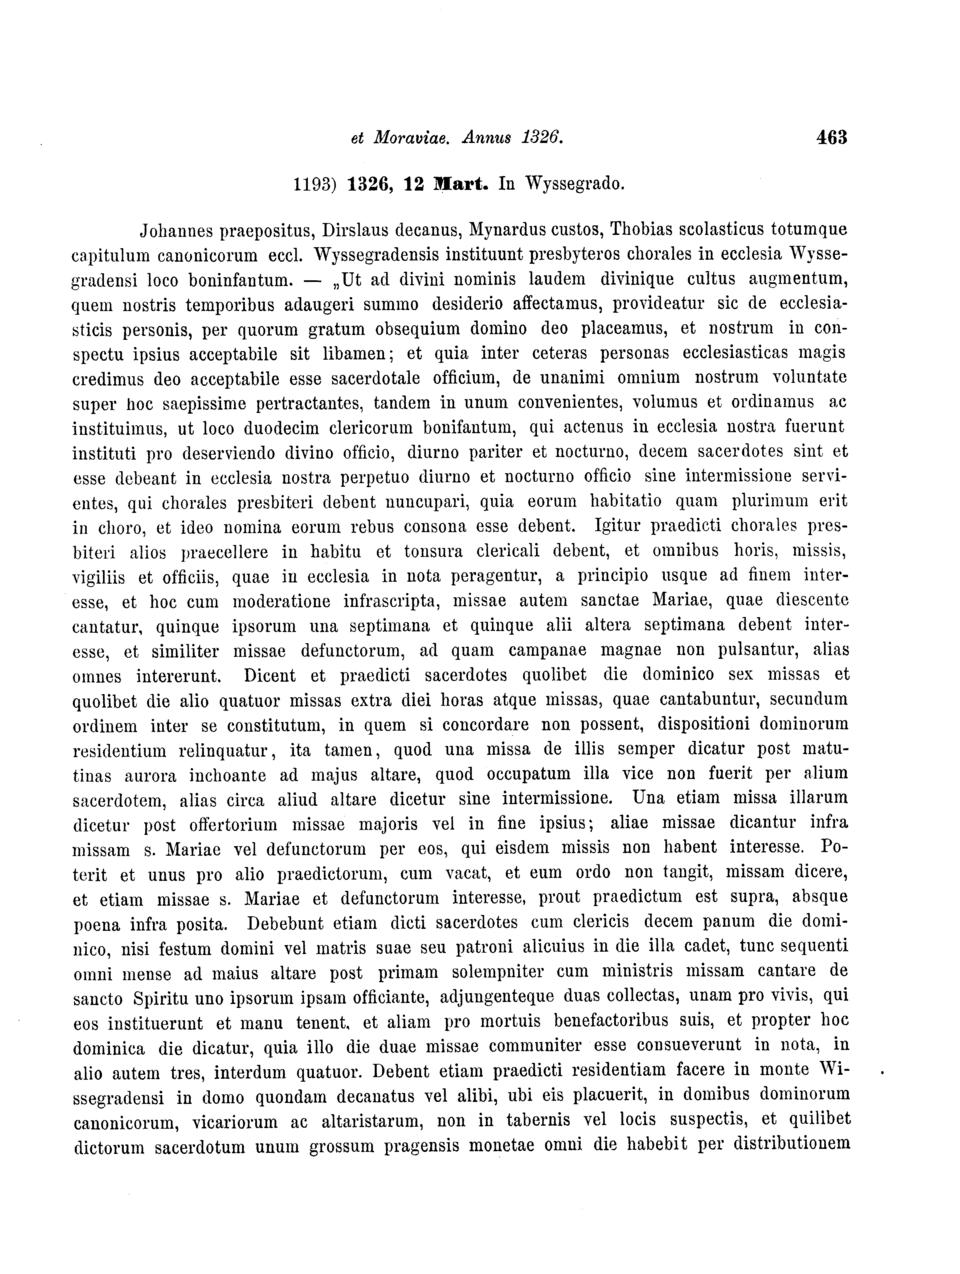 et Moraviae. Annus 1326. 463
1193) 1326, 12 Mart. In Wyssegrado.
Johannes praepositus, Dirslaus decanus, Mynardus custos, Thobias scolasticus totumque
capitulum canonicorum eccl. Wyssegradensis instituunt presbyteros chorales in ecclesia Wysse-
gradensi loco boninfantum. — „Ut ad divini nominis laudem divinique cultus augmentum,
quem nostris temporibus adaugeri summo desiderio affectamus, provideatur sic de ecclesia-
sticis personis, per quorum gratum obsequium domino deo placeamus, et nostrum in con-
spectu ipsius acceptabile sit libamen; et quia inter ceteras personas ecclesiasticas magis
credimus deo acceptabile esse sacerdotale officium, de unanimi omnium nostrum voluntate
super hoc saepissime pertractantes, tandem in unum convenientes, volumus et ordinamus ac
instituimus, ut loco duodecim clericorum bonifantum, qui actenus in ecclesia nostra fuerunt
instituti pro deserviendo divino officio, diurno pariter et nocturno, decem sacerdotes sint et
esse debeant in ecclesia nostra perpetuo diurno et nocturno officio sine intermissione servi-
entes, qui chorales presbiteri debent nuncupari, quia eorum habitatio quam plurimum erit
in choro, et ideo nomina eorum rebus consona esse debent. Igitur praedicti chorales pres-
biteri alios praecellere in habitu et tonsura clericali debent, et omnibus horis, missis,
vigiliis et officiis, quae in ecclesia in nota peragentur, a principio usque ad finem inter-
esse, et hoc cum moderatione infrascripta, missae autem sanctae Mariae, quae diescente
cantatur, quinque ipsorum una septimana et quinque alii altera septimana debent inter-
esse, et similiter missae defunctorum, ad quam campanae magnae non pulsantur, alias
omnes intererunt. Dicent et praedicti sacerdotes quolibet die dominico sex missas et
quolibet die alio quatuor missas extra diei horas atque missas, quae cantabuntur, secundum
ordinem inter se constitutum, in quem si concordare non possent, dispositioni dominorum
residentium relinquatur, ita tamen, quod una missa de illis semper dicatur post matu-
tinas aurora inchoante ad majus altare, quod occupatum illa vice non fuerit per alium
sacerdotem, alias circa aliud altare dicetur sine intermissione. Una etiam missa illarum
dicetur post offertorium missae majoris vel in fine ipsius; aliae missae dicantur infra
missam s. Mariae vel defunctorum per eos, qui eisdem missis non habent interesse. Po-
terit et unus pro alio praedictorum, cum vacat, et eum ordo non tangit, missam dicere,
et etiam missae s. Mariae et defunctorum interesse, prout praedictum est supra, absque
poena infra posita. Debebunt etiam dicti sacerdotes cum clericis decem panum die domi-
nico, nisi festum domini vel matris suae seu patroni alicuius in die illa cadet, tunc sequenti
omni mense ad maius altare post primam solempniter cum ministris missam cantare de
sancto Spiritu uno ipsorum ipsam officiante, adjungenteque duas collectas, unam pro vivis, qui
eos instituerunt et manu tenent, et aliam pro mortuis benefactoribus suis, et propter hoc
dominica die dicatur, quia illo die duae missae communiter esse consueverunt in nota, in
alio autem tres, interdum quatuor. Debent etiam praedicti residentiam facere in monte Wi-
ssegradensi in domo quondam decanatus vel alibi, ubi eis placuerit, in domibus dominorum
canonicorum, vicariorum ac altaristarum, non in tabernis vel locis suspectis, et quilibet
dictorum sacerdotum unum grossum pragensis monetae omni die habebit per distributionem